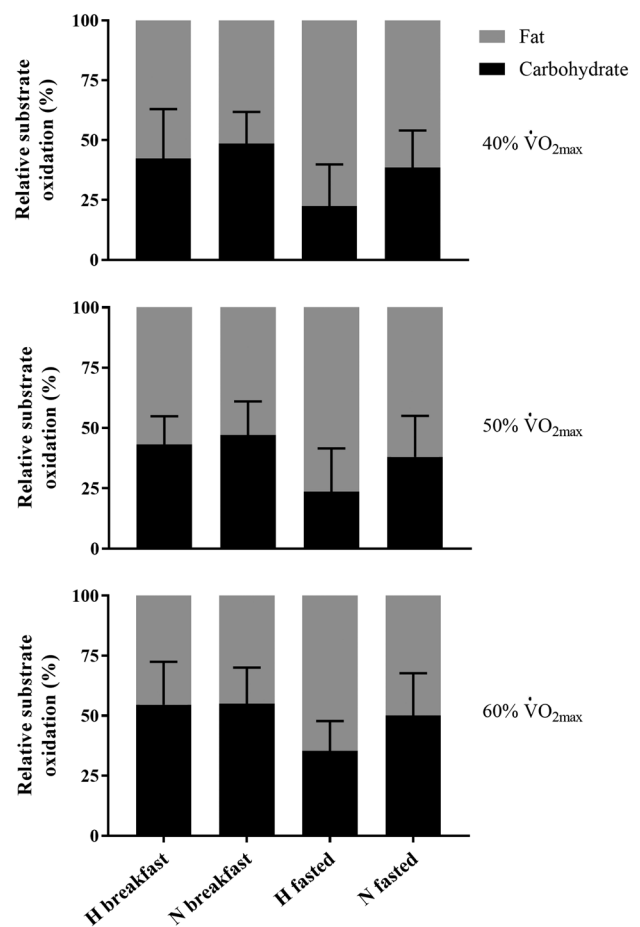 Fat
Carbohydrate
Relative substrate
oxidation (%)
100
75
50
25
0
40% V̇O2max
Relative substrate
oxidation (%)
100
75
50
25
0
50% V̇O2max
Relative substrate
oxidation (%)
100
75
50
25
0
60% V̇O2max
H breakfast
N breakfast
H fasted
N fasted